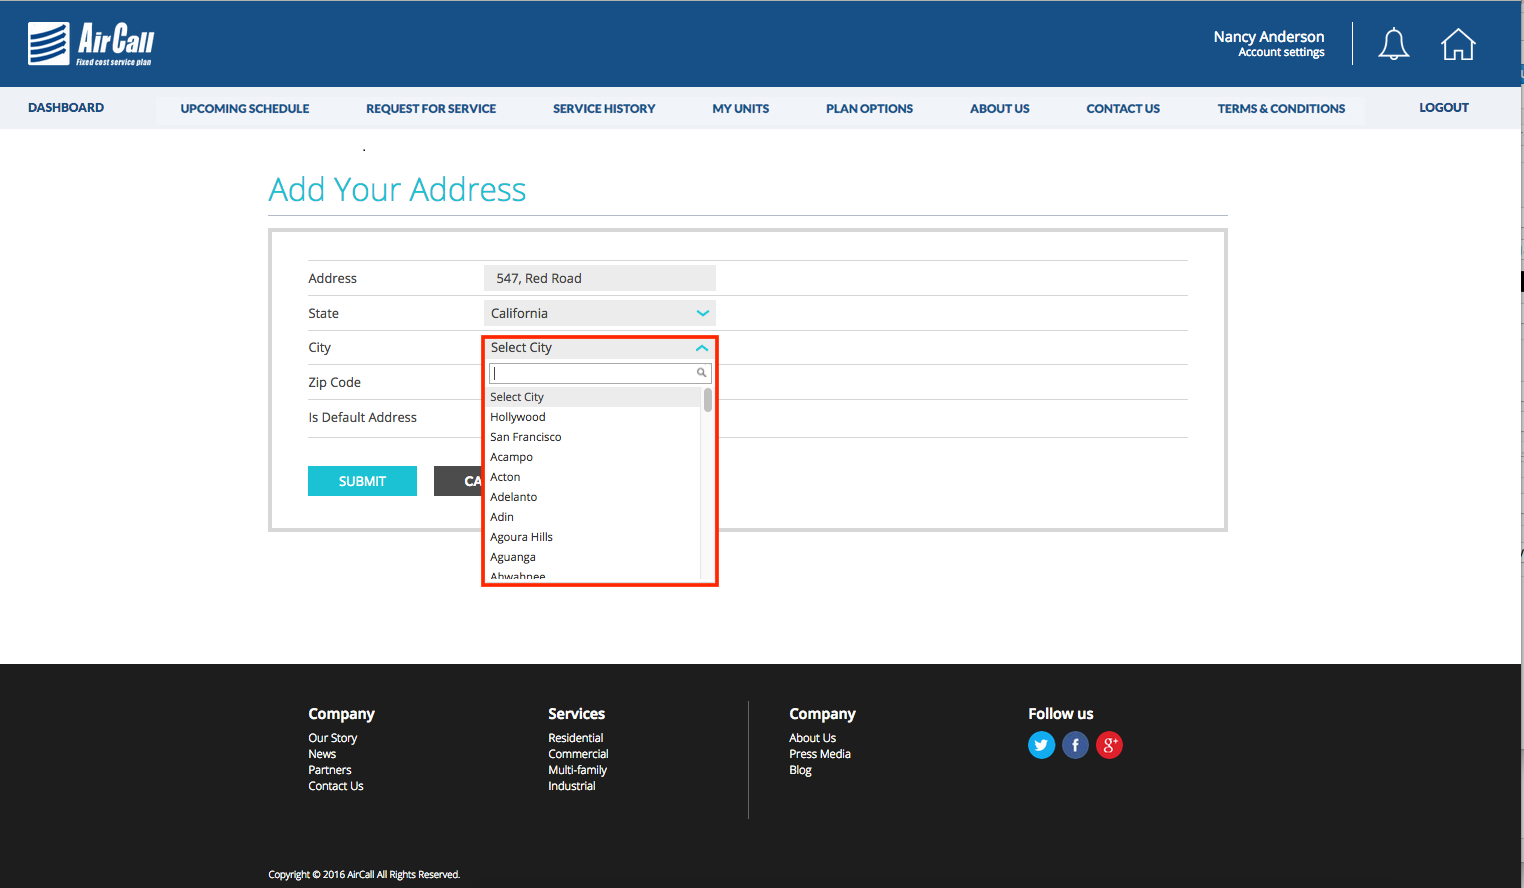 AirCall
Fixed cost service plan
Nancy Anderson
Account settings
DASHBOARD
UPCOMING SCHEDULE
REQUEST FOR SERVICE
SERVICE HISTORY
MY UNITS
PLAN OPTIONS
ABOUT US
CONTACT US
TERMS & CONDITIONS
LOGOUT
.
Add Your Address
Address
547, Red Road
State
California
City
Select City
Zip Code
Is Default Address
Select City
Hollywood
San Francisco
Acampo
Acton
Adelanto
Adin
Agoura Hills
Aguanga
Ahwahnee
SUBMIT
CA
Company
Our Story
News
Partners
Contact Us
Services
Residential
Commercial
Multi-family
Industrial
Company
About Us
Press Media
Blog
Follow us
Copyright © 2016 AirCall All Rights Reserved.